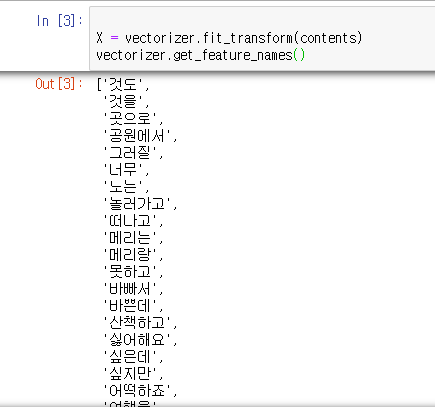 In [3]:
X = vectorizer.fit_transform(contents)
vectorizer.get_feature_names()
Out[3]: ['것도',
'것을',
'곳으로',
'공원에서',
'그러질',
'너무',
'노는',
'놀러가고',
'떠나고',
'메리는',
'메리랑',
'못하고',
'바빠서',
'바쁜데',
'산책하고',
'싫어해요',
'싶은데',
'싶지만',
'어떡하죠',